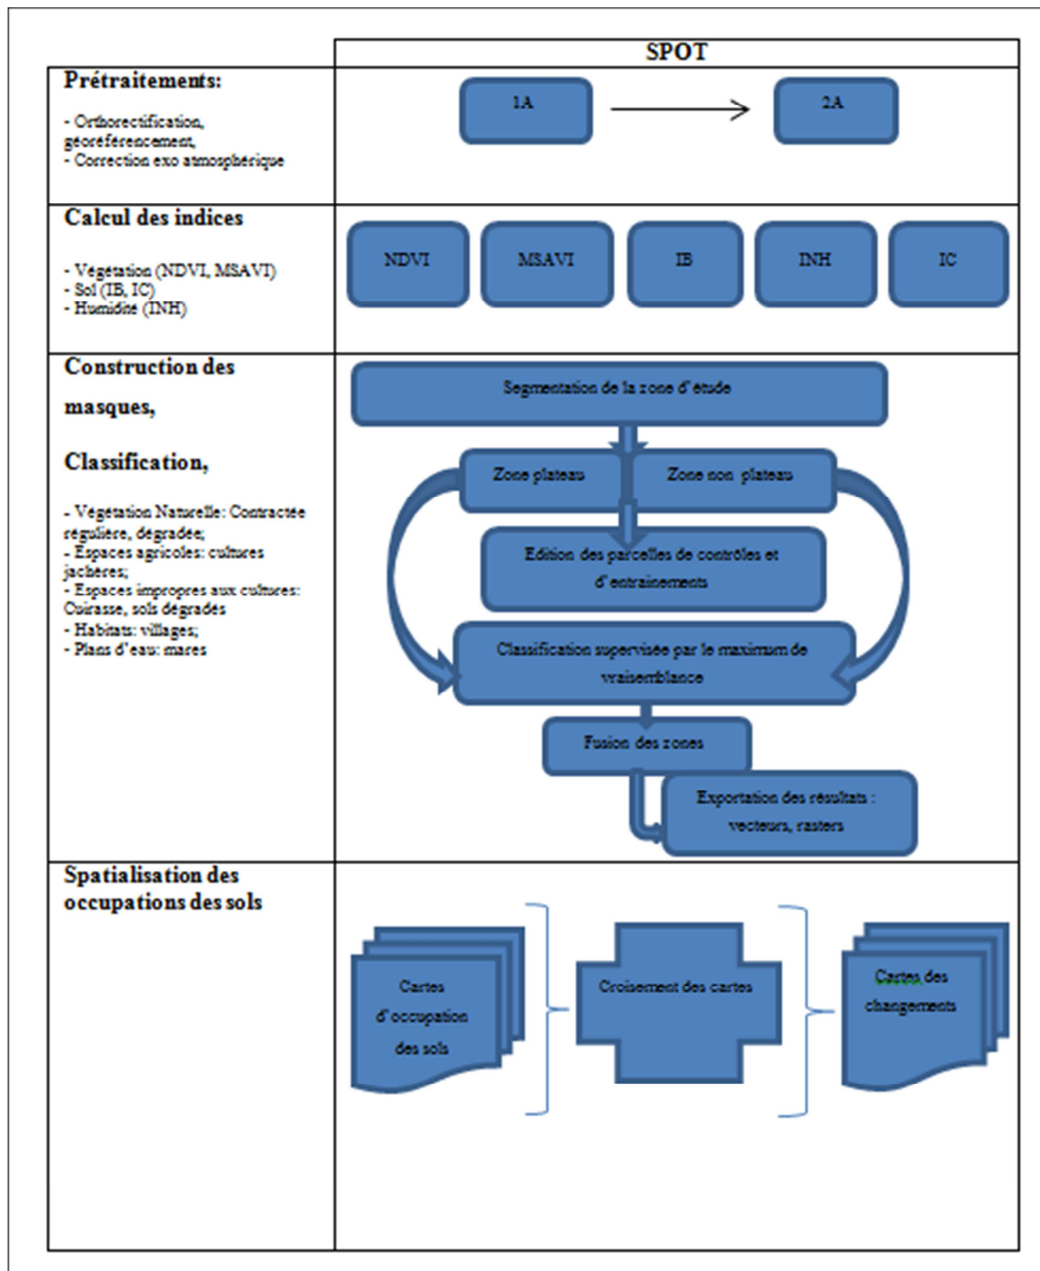 SPOT
Prétraitements:
- Orthorectification,
géoréférencement,
- Correction exo atmosphérique
1A
2A
Calcul des indices
- Végétation (NDVI, MSAVI)
- Sol (IB, IC)
- Humidité (INH)
NDVI
MSAVI
IB
INH
IC
Construction des
masques,
Classification,
- Végétation Naturelle: Contractée
régulière, dégradée;
- Espaces agricoles: cultures
jachères;
- Espaces impropres aux cultures:
Cuirasse, sols dégradés
- Habitats: villages;
- Plans d'eau: mares
Segmentation de la zone d'étude
Zone plateau
Zone non plateau
Edition des parcelles de contrôles et
d'entrainements
Classification supervisée par le maximum de
vraisemblance
Fusion des zones
Exportation des résultats :
vecteurs, rasters
Spatialisation des
occupations des sols
Cartes
d'occupation
des sols
Croisement des cartes
Cartes des
changements